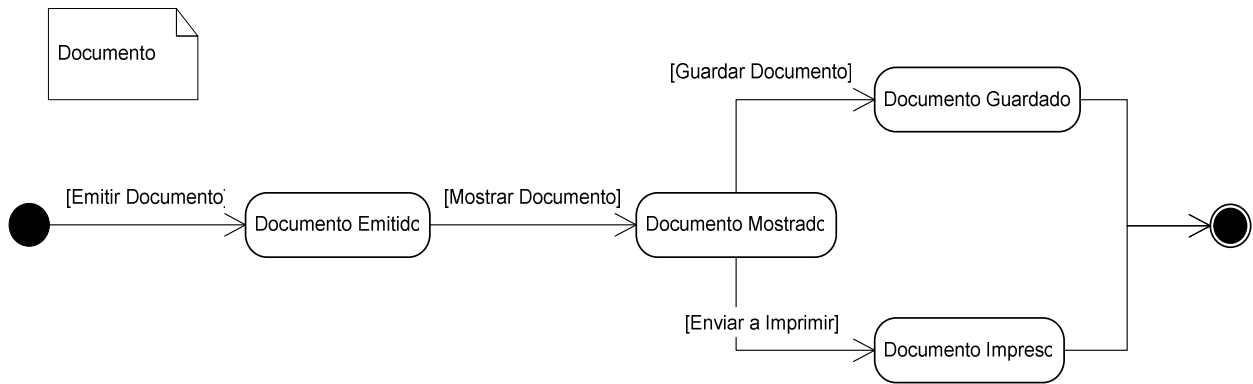 Documento
[Guardar Documento]
Documento Guardado
[Emitir Documento]
Documento Emitido
[Mostrar Documento]
Documento Mostrado
[Enviar a Imprimir]
Documento Impreso